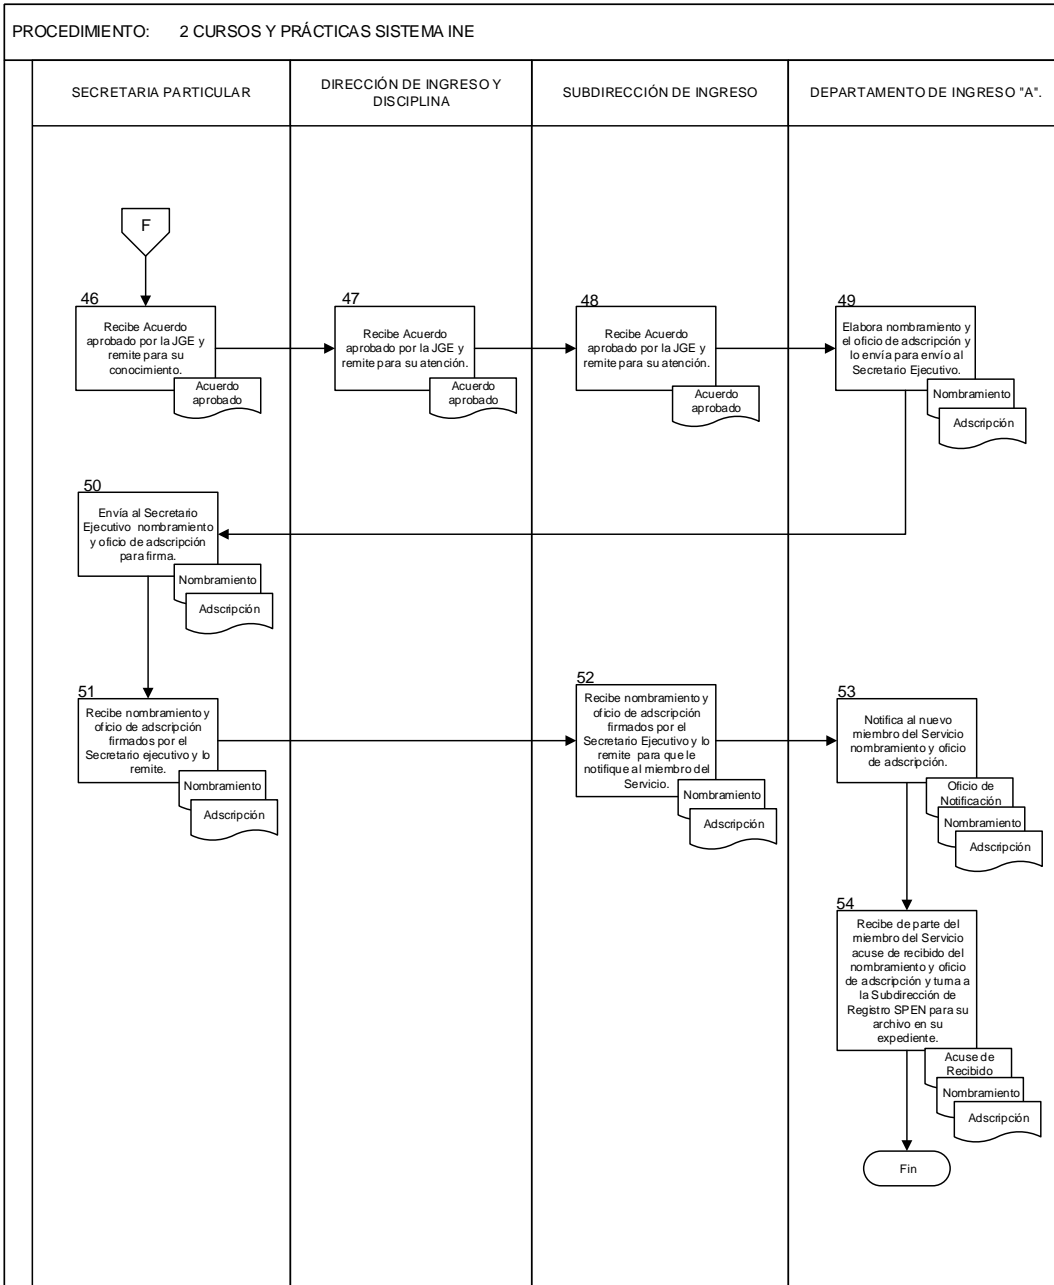 PROCEDIMIENTO: 2 CURSOS Y PRÁCTICAS SISTEMA INE
SECRETARIA PARTICULAR
DIRECCIÓN DE INGRESO Y
DISCIPLINA
SUBDIRECCIÓN DE INGRESO
DEPARTAMENTO DE INGRESO "A".
F
46
Recibe Acuerdo
aprobado por la JGE y
remite para su
conocimiento.
Acuerdo
aprobado
47
Recibe Acuerdo
aprobado por la JGE y
remite para su atención.
Acuerdo
aprobado
48
Recibe Acuerdo
aprobado por la JGE y
remite para su atención.
Acuerdo
aprobado
49
Elabora nombramiento y
el oficio de adscripción y
lo envía para envío al
Secretario Ejecutivo.
Nombramiento
Adscripción
50
Envía al Secretario
Ejecutivo nombramiento
y oficio de adscripción
para firma.
Nombramiento
Adscripción
51
Recibe nombramiento y
oficio de adscripción
firmados por el
Secretario ejecutivo y lo
remite.
Nombramiento
Adscripción
52
Recibe nombramiento y
oficio de adscripción
firmados por el
Secretario Ejecutivo y lo
remite para que le
notifique al miembro del
Servicio.
Nombramiento
Adscripción
53
Notifica al nuevo
miembro del Servicio
nombramiento y oficio
de adscripción.
Oficio de
Notificación
Nombramiento
Adscripción
54
Recibe de parte del
miembro del Servicio
acuse de recibido del
nombramiento y oficio
de adscripción y turna a
la Subdirección de
Registro SPEN para su
archivo en su
expediente.
Acuse de
Recibido
Nombramiento
Adscripción
Fin